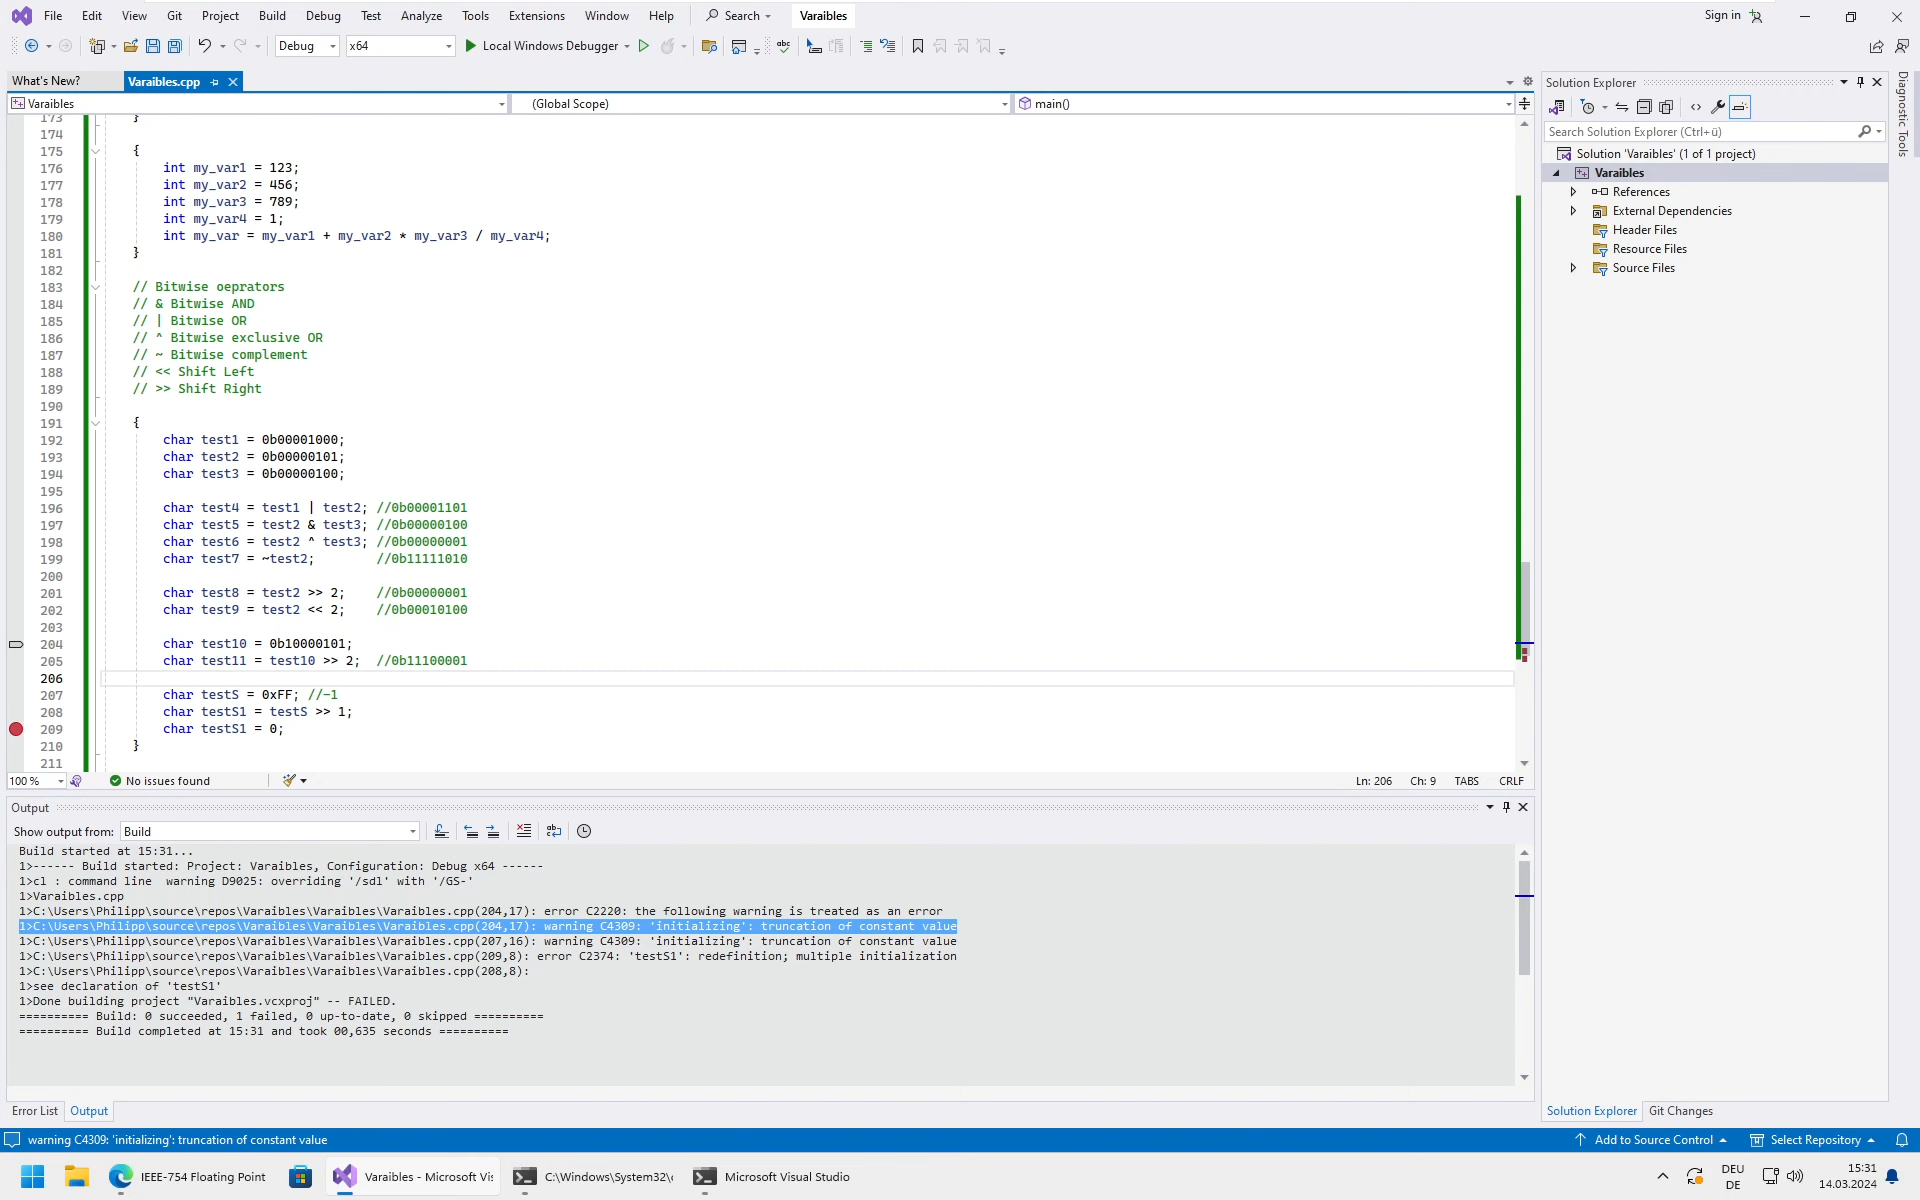 File Edit View Git Project Build Debug Test Analyze Tools Extensions Window Help Search Varaibles Sign in
Debug x64 Local Windows Debugger
What's New? Varaibles.cpp
Varaibles (Global Scope) main()
173 }
174
175 {
176 int my_var1 = 123;
177 int my_var2 = 456;
178 int my_var3 = 789;
179 int my_var4 = 1;
180 int my_var = my_var1 + my_var2 * my_var3 / my_var4;
181 }
182
183 // Bitwise oeprators
184 // & Bitwise AND
185 // | Bitwise OR
186 // ^ Bitwise exclusive OR
187 // ~ Bitwise complement
188 // << Shift Left
189 // >> Shift Right
190
191 {
192 char test1 = 0b00001000;
193 char test2 = 0b00000101;
194 char test3 = 0b00000100;
195
196 char test4 = test1 | test2; //0b00001101
197 char test5 = test2 & test3; //0b00000100
198 char test6 = test2 ^ test3; //0b00000001
199 char test7 = ~test2; //0b11111010
200
201 char test8 = test2 >> 2; //0b00000001
202 char test9 = test2 << 2; //0b00010100
203
204 char test10 = 0b10000101;
205 char test11 = test10 >> 2; //0b11100001
206
207 char testS = 0xFF; //-1
208 char testS1 = testS >> 1;
209 char testS1 = 0;
210 }
211
100 % No issues found Ln: 206 Ch: 9 TABS CRLF
Output
Show output from: Build
Build started at 15:31...
1>------ Build started: Project: Varaibles, Configuration: Debug x64 ------
1>cl : command line  warning D9025: overriding '/sdl' with '/GS-'
1>Varaibles.cpp
1>C:\Users\Philipp\source\repos\Varaibles\Varaibles\Varaibles.cpp(204,17): error C2220: the following warning is treated as an error
1>C:\Users\Philipp\source\repos\Varaibles\Varaibles\Varaibles.cpp(204,17): warning C4309: 'initializing': truncation of constant value
1>C:\Users\Philipp\source\repos\Varaibles\Varaibles\Varaibles.cpp(207,16): warning C4309: 'initializing': truncation of constant value
1>C:\Users\Philipp\source\repos\Varaibles\Varaibles\Varaibles.cpp(209,8): error C2374: 'testS1': redefinition; multiple initialization
1>C:\Users\Philipp\source\repos\Varaibles\Varaibles\Varaibles.cpp(208,8):
1>see declaration of 'testS1'
1>Done building project "Varaibles.vcxproj" -- FAILED.
========== Build: 0 succeeded, 1 failed, 0 up-to-date, 0 skipped ==========
========== Build completed at 15:31 and took 00,635 seconds ==========
Error List Output
Solution Explorer
Search Solution Explorer (Ctrl+ü)
Solution 'Varaibles' (1 of 1 project)
Varaibles
References
External Dependencies
Header Files
Resource Files
Source Files
Solution Explorer Git Changes
Diagnostic Tools
warning C4309: 'initializing': truncation of constant value Add to Source Control Select Repository
IEEE-754 Floating Point Varaibles - Microsoft Vis C:\Windows\System32\c Microsoft Visual Studio
DEU
DE
15:31
14.03.2024